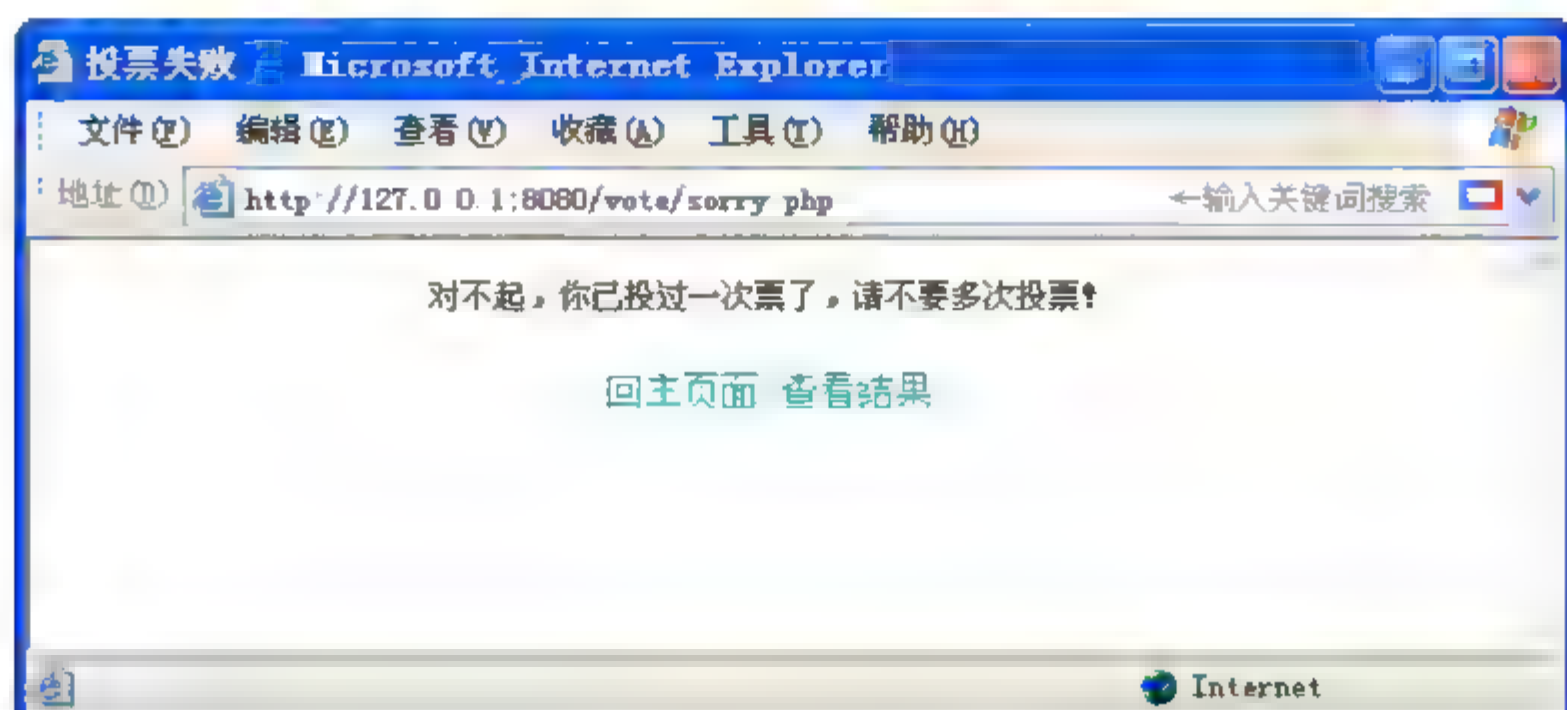 投票失败 - Microsoft Internet Explorer
文件(F) 编辑(E) 查看(V) 收藏(A) 工具(T) 帮助(H)
地址(D) http://127.0.0.1:8080/vote/sorry.php ←输入关键词搜索
对不起，你已投过一次票了，请不要多次投票！
回主页面 查看结果
Internet